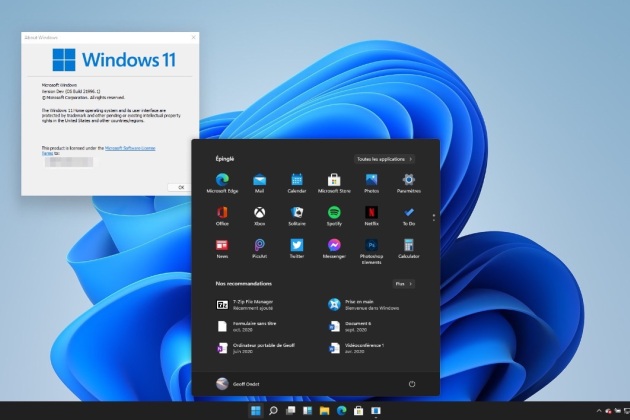 About Windows
Windows 11
Microsoft Windows
Version Dev (OS Build 21996.1)
© Microsoft Corporation. All rights reserved.
The Windows 11 Home operating system and its user interface are
protected by trademark and other pending or existing intellectual property
rights in the United States and other countries/regions.
This product is licensed under the Microsoft Software License
Terms to:
OK
Épinglé
Toutes les applications >
Microsoft Edge
Mail
Calendar
Microsoft Store
Photos
Paramètres
Office
Xbox
Solitaire
Spotify
Netflix
To Do
News
PicsArt
Twitter
Messenger
Photoshop
Elements
Calculator
Nos recommandations
Plus >
7-Zip File Manager
Récemment ajouté
Prise en main
Bienvenue dans Windows
Formulaire sans titre
oct. 2020
Document 6
sept. 2020
Ordinateur portable de Geoff
juin 2020
Vidéoconférence 1